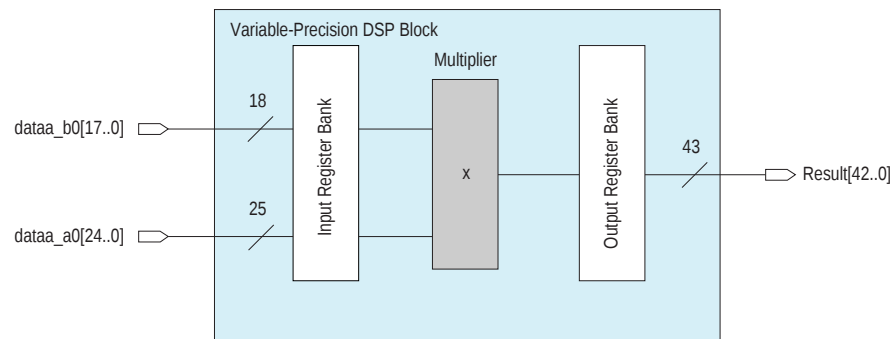 Variable-Precision DSP Block
Multiplier
18
dataa_b0[17..0]
Input Register Bank
x
Output Register Bank
43
Result[42..0]
25
dataa_a0[24..0]